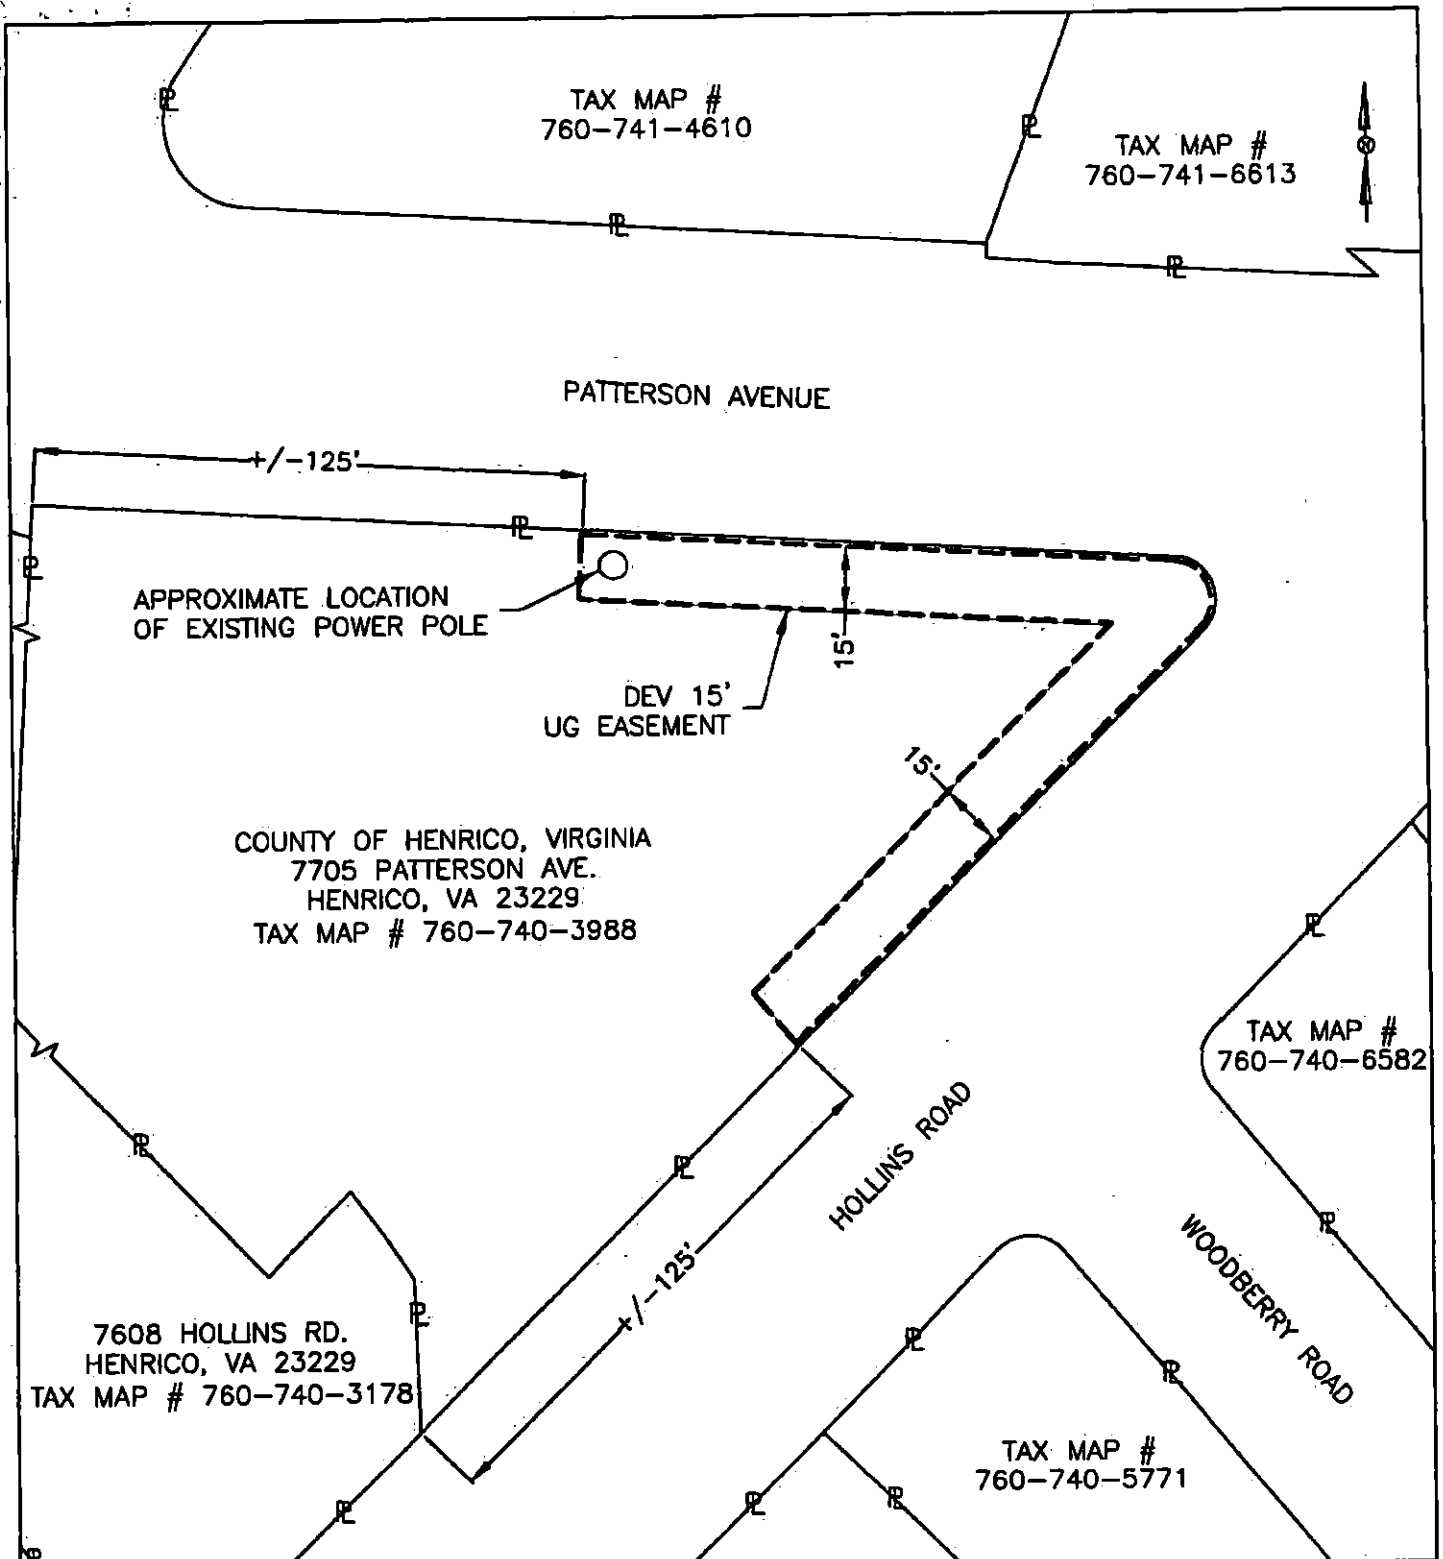 TAX MAP #
760-741-4610
TAX MAP #
760-741-6613
PATTERSON AVENUE
+/-125'
APPROXIMATE LOCATION
OF EXISTING POWER POLE
15'
DEV 15'
UG EASEMENT
15'
COUNTY OF HENRICO, VIRGINIA
7705 PATTERSON AVE.
HENRICO, VA 23229
TAX MAP # 760-740-3988
TAX MAP #
760-740-6582
HOLLINS ROAD
WOODBERRY ROAD
+/-125'
7608 HOLLINS RD.
HENRICO, VA 23229
TAX MAP # 760-740-3178
TAX MAP #
760-740-5771